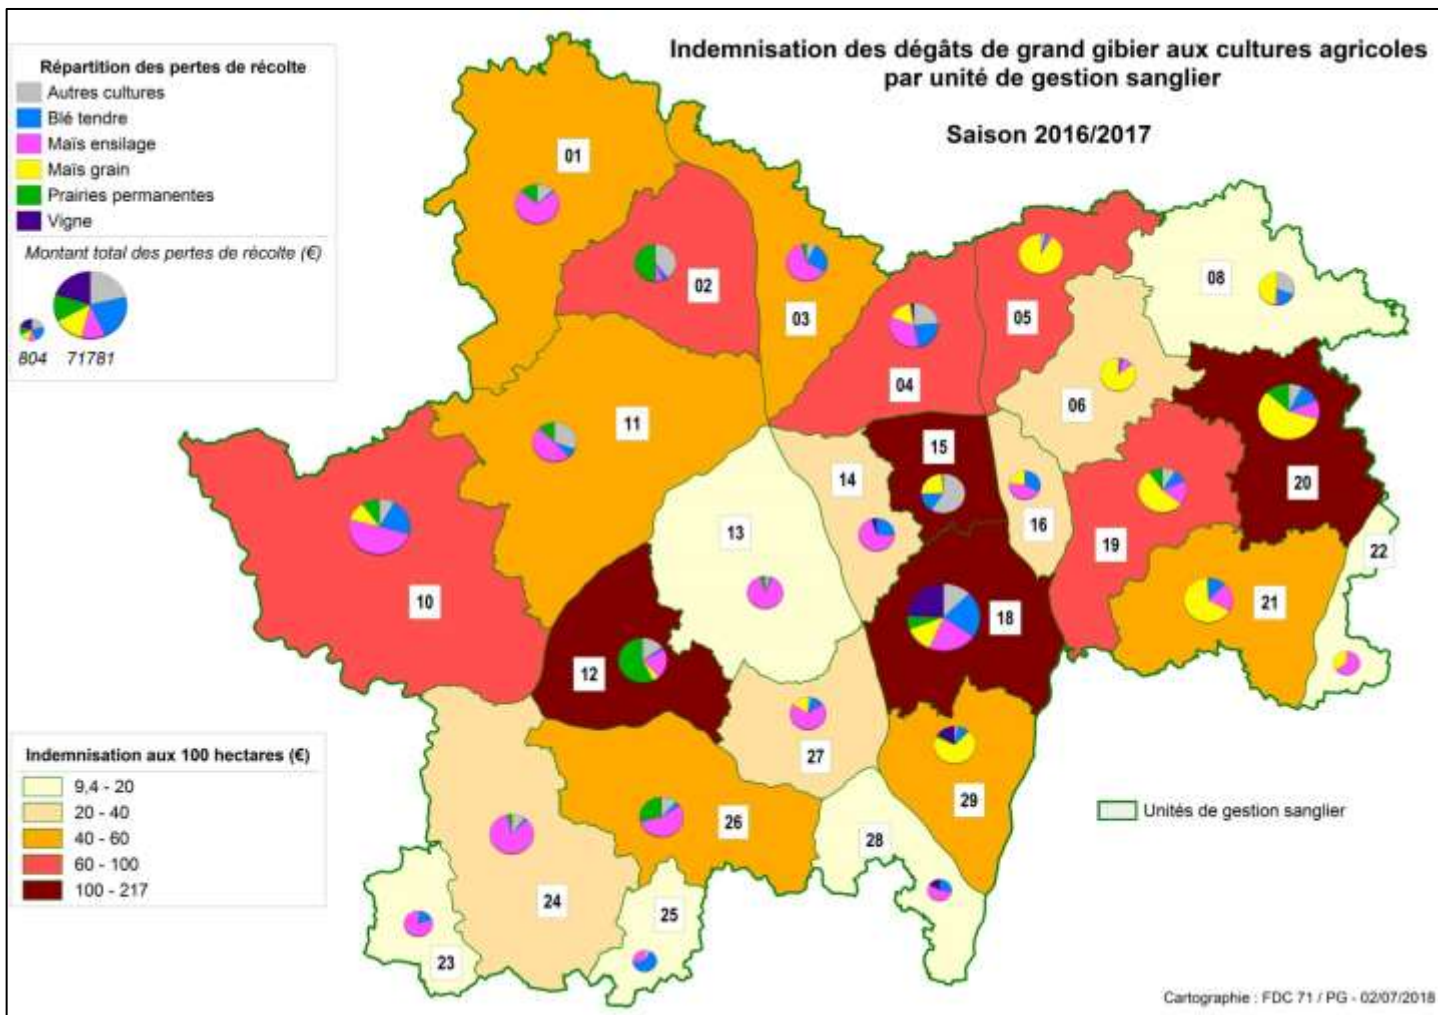 Indemnisation des dégâts de grand gibier aux cultures agricoles
par unité de gestion sanglier
Saison 2016/2017
Répartition des pertes de récolte
Autres cultures
Blé tendre
Maïs ensilage
Maïs grain
Prairies permanentes
Vigne
Montant total des pertes de récolte (€)
804 71781
01
02
03
04
05
08
06
11
15
14
16
20
19
22
13
10
18
21
12
27
29
26
28
24
25
23
Indemnisation aux 100 hectares (€)
9,4 - 20
20 - 40
40 - 60
60 - 100
100 - 217
Unités de gestion sanglier
Cartographie : FDC 71 / PG - 02/07/2018